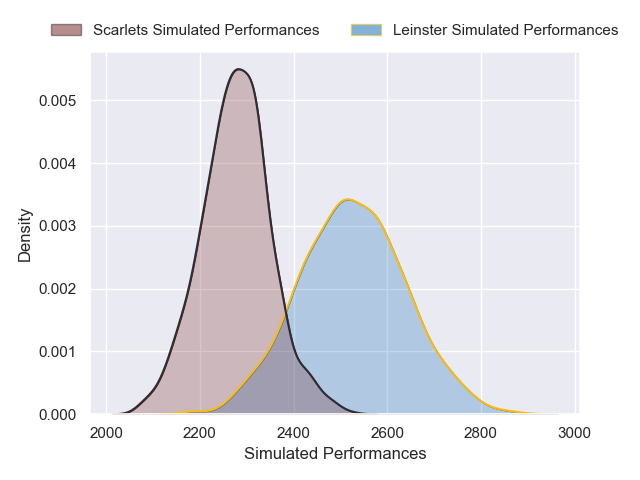 Scarlets Simulated Performances
Leinster Simulated Performances
0.005
0.004
0.003
0.002
0.001
0.000
Density
2000 2200 2400 2600 2800 3000
Simulated Performances